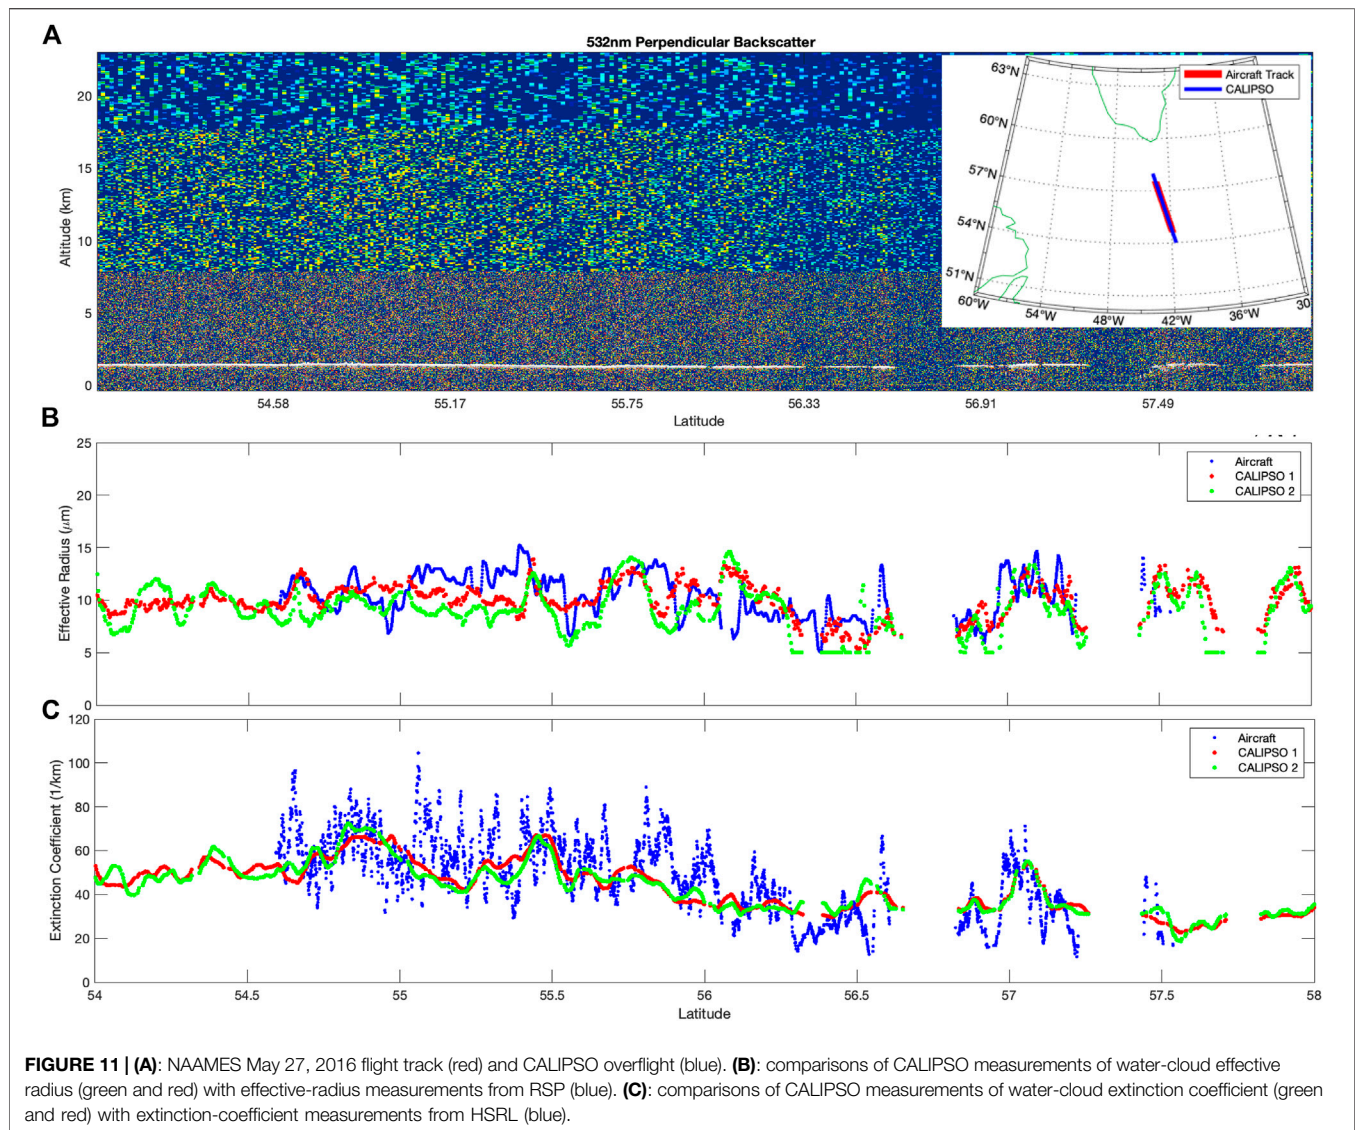 A
532nm Perpendicular Backscatter
20
15
10
5
0
Altitude (km)
54.58 55.17 55.75 56.33 56.91 57.49
Latitude
Aircraft Track
CALIPSO
63°N
60°N
57°N
54°N
51°N
60°W 54°W 48°W 42°W 36°W 30
B
25
20
15
10
5
0
Effective Radius (μm)
Aircraft
CALIPSO 1
CALIPSO 2
C
120
100
80
60
40
20
0
Extinction Coefficient (1/km)
Aircraft
CALIPSO 1
CALIPSO 2
54 54.5 55 55.5 56 56.5 57 57.5 58
Latitude
FIGURE 11 | (A): NAAMES May 27, 2016 flight track (red) and CALIPSO overflight (blue). (B): comparisons of CALIPSO measurements of water-cloud effective
radius (green and red) with effective-radius measurements from RSP (blue). (C): comparisons of CALIPSO measurements of water-cloud extinction coefficient (green
and red) with extinction-coefficient measurements from HSRL (blue).